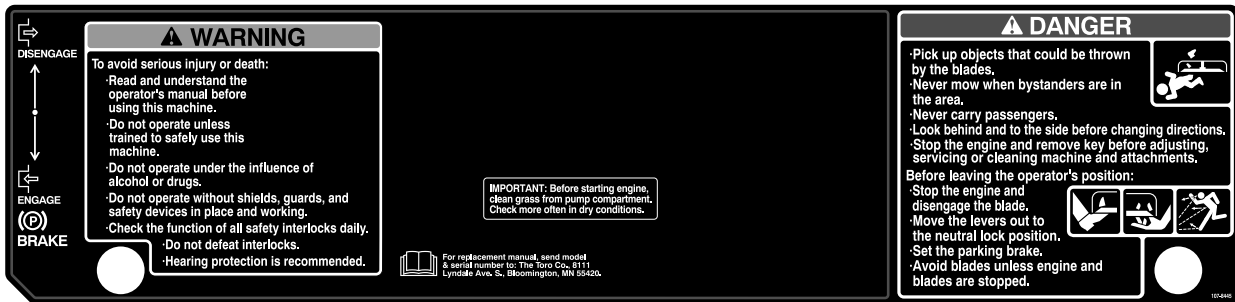 DISENGAGE
ENGAGE
(P)
BRAKE
WARNING
To avoid serious injury or death:
·Read and understand the
operator's manual before
using this machine.
·Do not operate unless
trained to safely use this
machine.
·Do not operate under the influence of
alcohol or drugs.
·Do not operate without shields, guards, and
safety devices in place and working.
·Check the function of all safety interlocks daily.
·Do not defeat interlocks.
·Hearing protection is recommended.
IMPORTANT: Before starting engine,
clean grass from pump compartment.
Check more often in dry conditions.
For replacement manual, send model
& serial number to: The Toro Co., 8111
Lyndale Ave. S., Bloomington, MN 55420.
DANGER
·Pick up objects that could be thrown
by the blades.
·Never mow when bystanders are in
the area.
·Never carry passengers.
·Look behind and to the side before changing directions.
·Stop the engine and remove key before adjusting,
servicing or cleaning machine and attachments.
Before leaving the operator's position:
·Stop the engine and
disengage the blade.
·Move the levers out to
the neutral lock position.
·Set the parking brake.
·Avoid blades unless engine and
blades are stopped.
107-8445